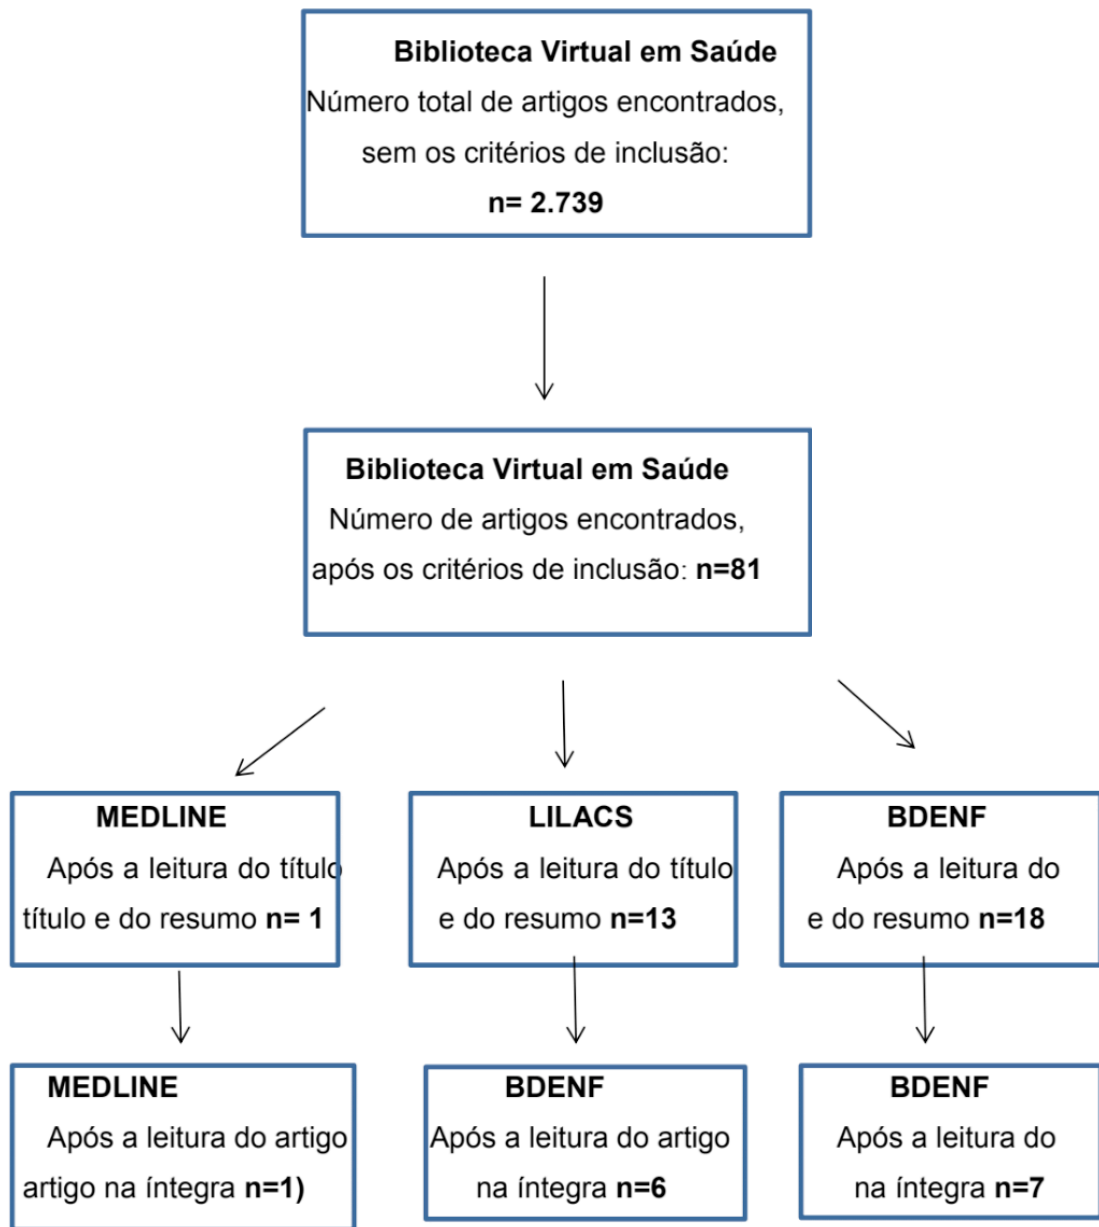 Biblioteca Virtual em Saúde
Número total de artigos encontrados,
sem os critérios de inclusão:
n= 2.739
Biblioteca Virtual em Saúde
Número de artigos encontrados,
após os critérios de inclusão: n=81
MEDLINE
Após a leitura do título
título e do resumo n= 1
LILACS
Após a leitura do título
e do resumo n=13
BDENF
Após a leitura do
e do resumo n=18
MEDLINE
Após a leitura do artigo
artigo na íntegra n=1)
BDENF
Após a leitura do artigo
na íntegra n=6
BDENF
Após a leitura do
na íntegra n=7